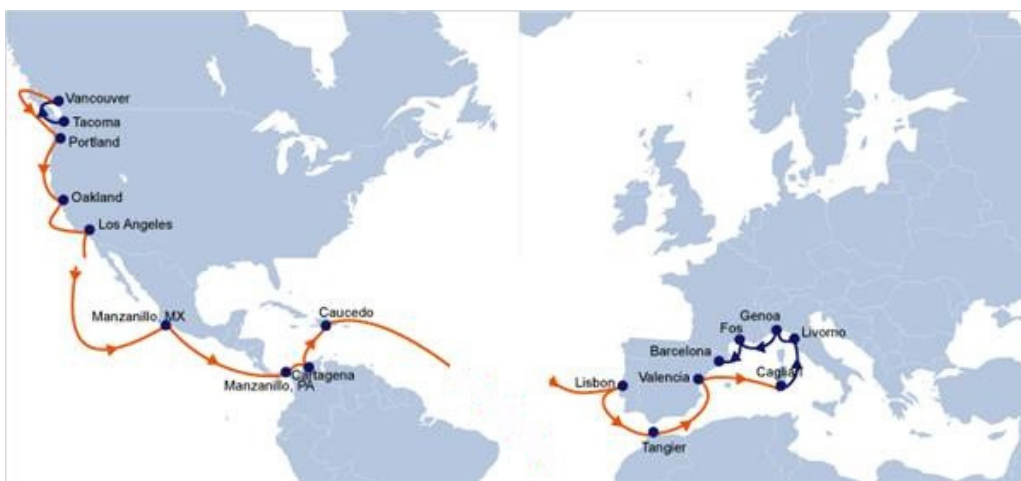 Vancouver
Tacoma
Portland
Oakland
Los Angeles
Manzanillo, MX
Caucedo
Cartagena
Manzanillo, PA
Genoa
Fos
Livorno
Barcelona
Valencia
Cagliari
Lisbon
Tangier